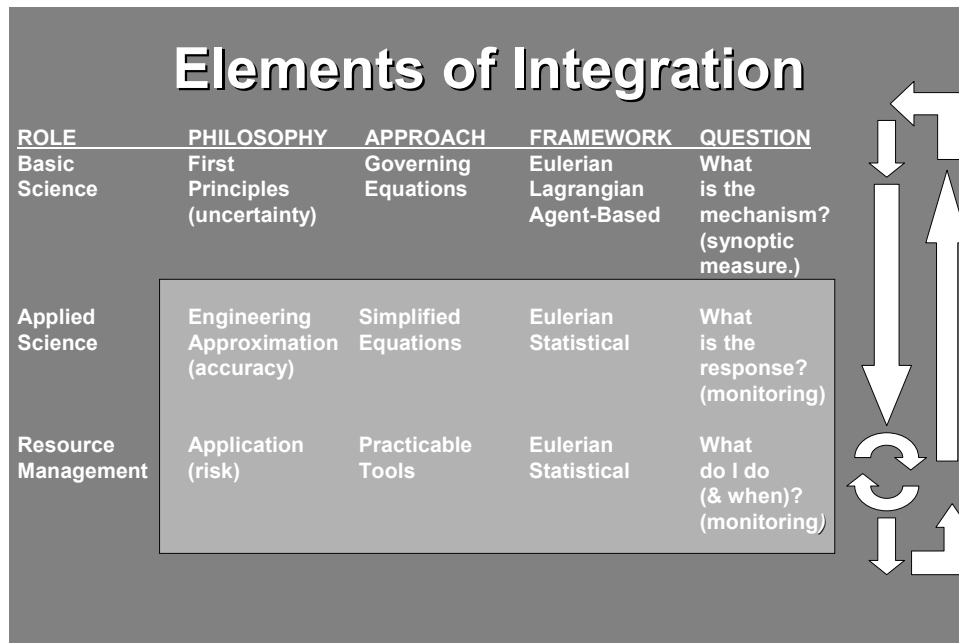 Elements of Integration
ROLE PHILOSOPHY APPROACH FRAMEWORK QUESTION
Basic First Governing Eulerian What
Science Principles Equations Lagrangian is the
(uncertainty) Agent-Based mechanism?
(synoptic
measure.)
Applied Engineering Simplified Eulerian What
Science Approximation Equations Statistical is the
(accuracy) response?
(monitoring)
Resource Application Practicable Eulerian What
Management (risk) Tools Statistical do I do
(& when)?
(monitoring)